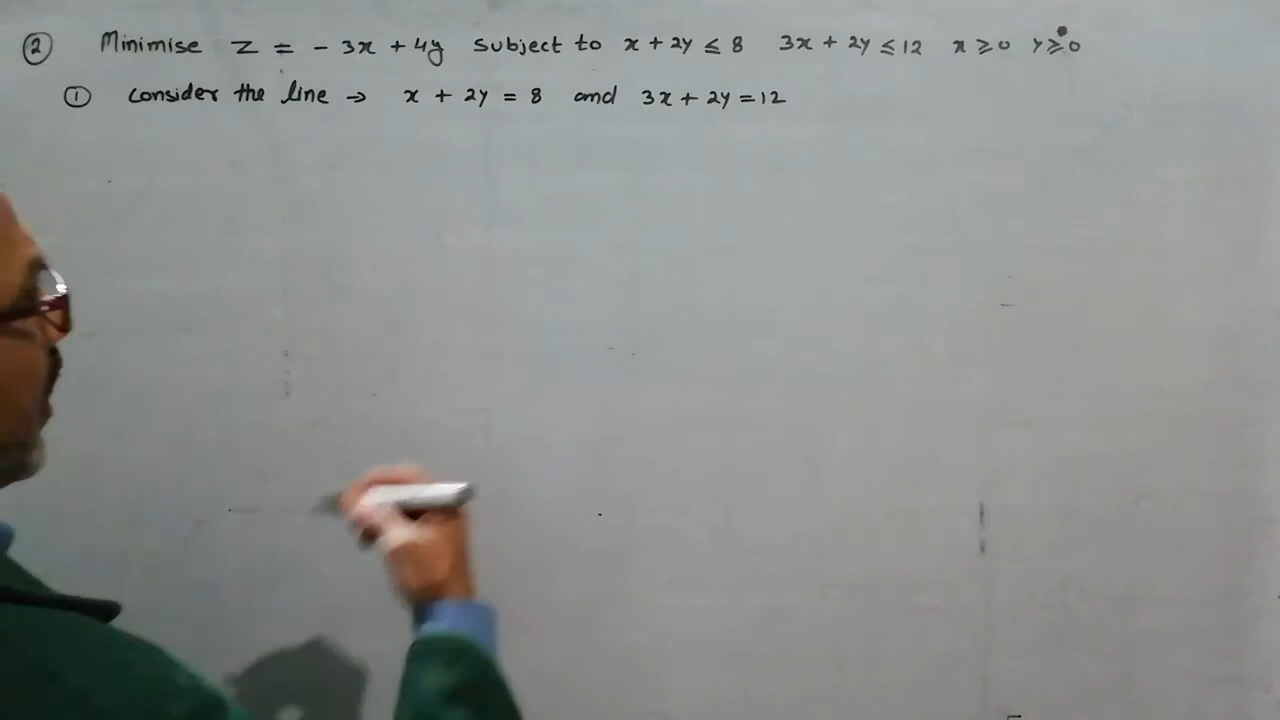 ② Minimise Z = - 3x + 4y subject to x + 2y ≤ 8 3x + 2y ≤ 12 x ≥ 0 y ≥ 0
① consider the line → x + 2y = 8 and 3x + 2y = 12